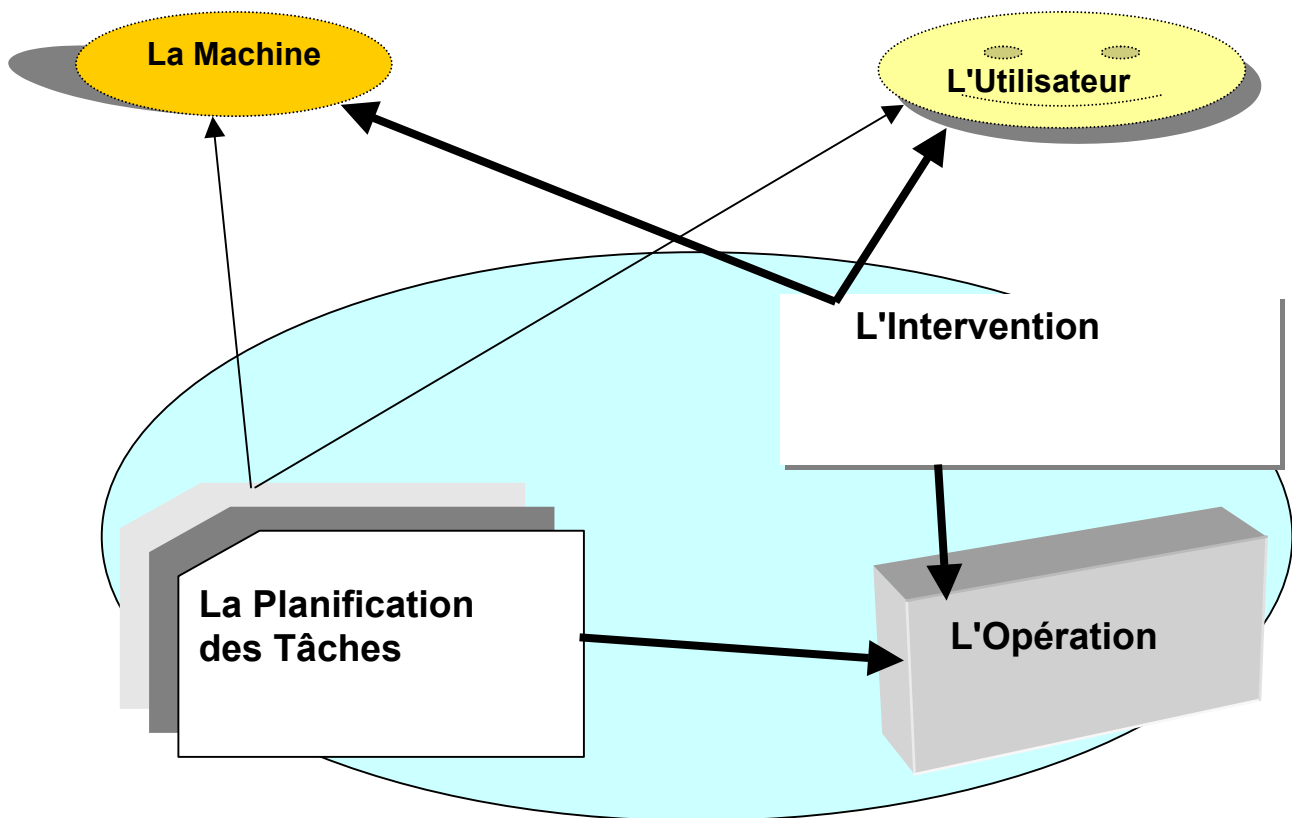 La Machine
L'Utilisateur
L'Intervention
La Planification
des Tâches
L'Opération